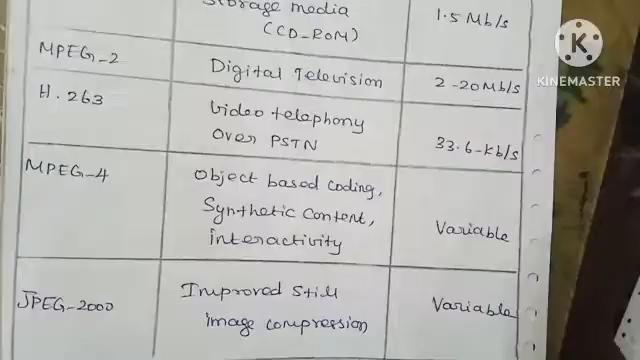 Storage media
1.5 Mb/s
(CD-ROM)
MPEG-2
Digital Television
2-20Mb/s
H.263
Video telephony
over PSTN
33.6-Kb/s
MPEG-4
Object based coding,
Synthetic Content,
interactivity
Variable
JPEG-2000
Improved Still
image compression
Variable
KINEMASTER